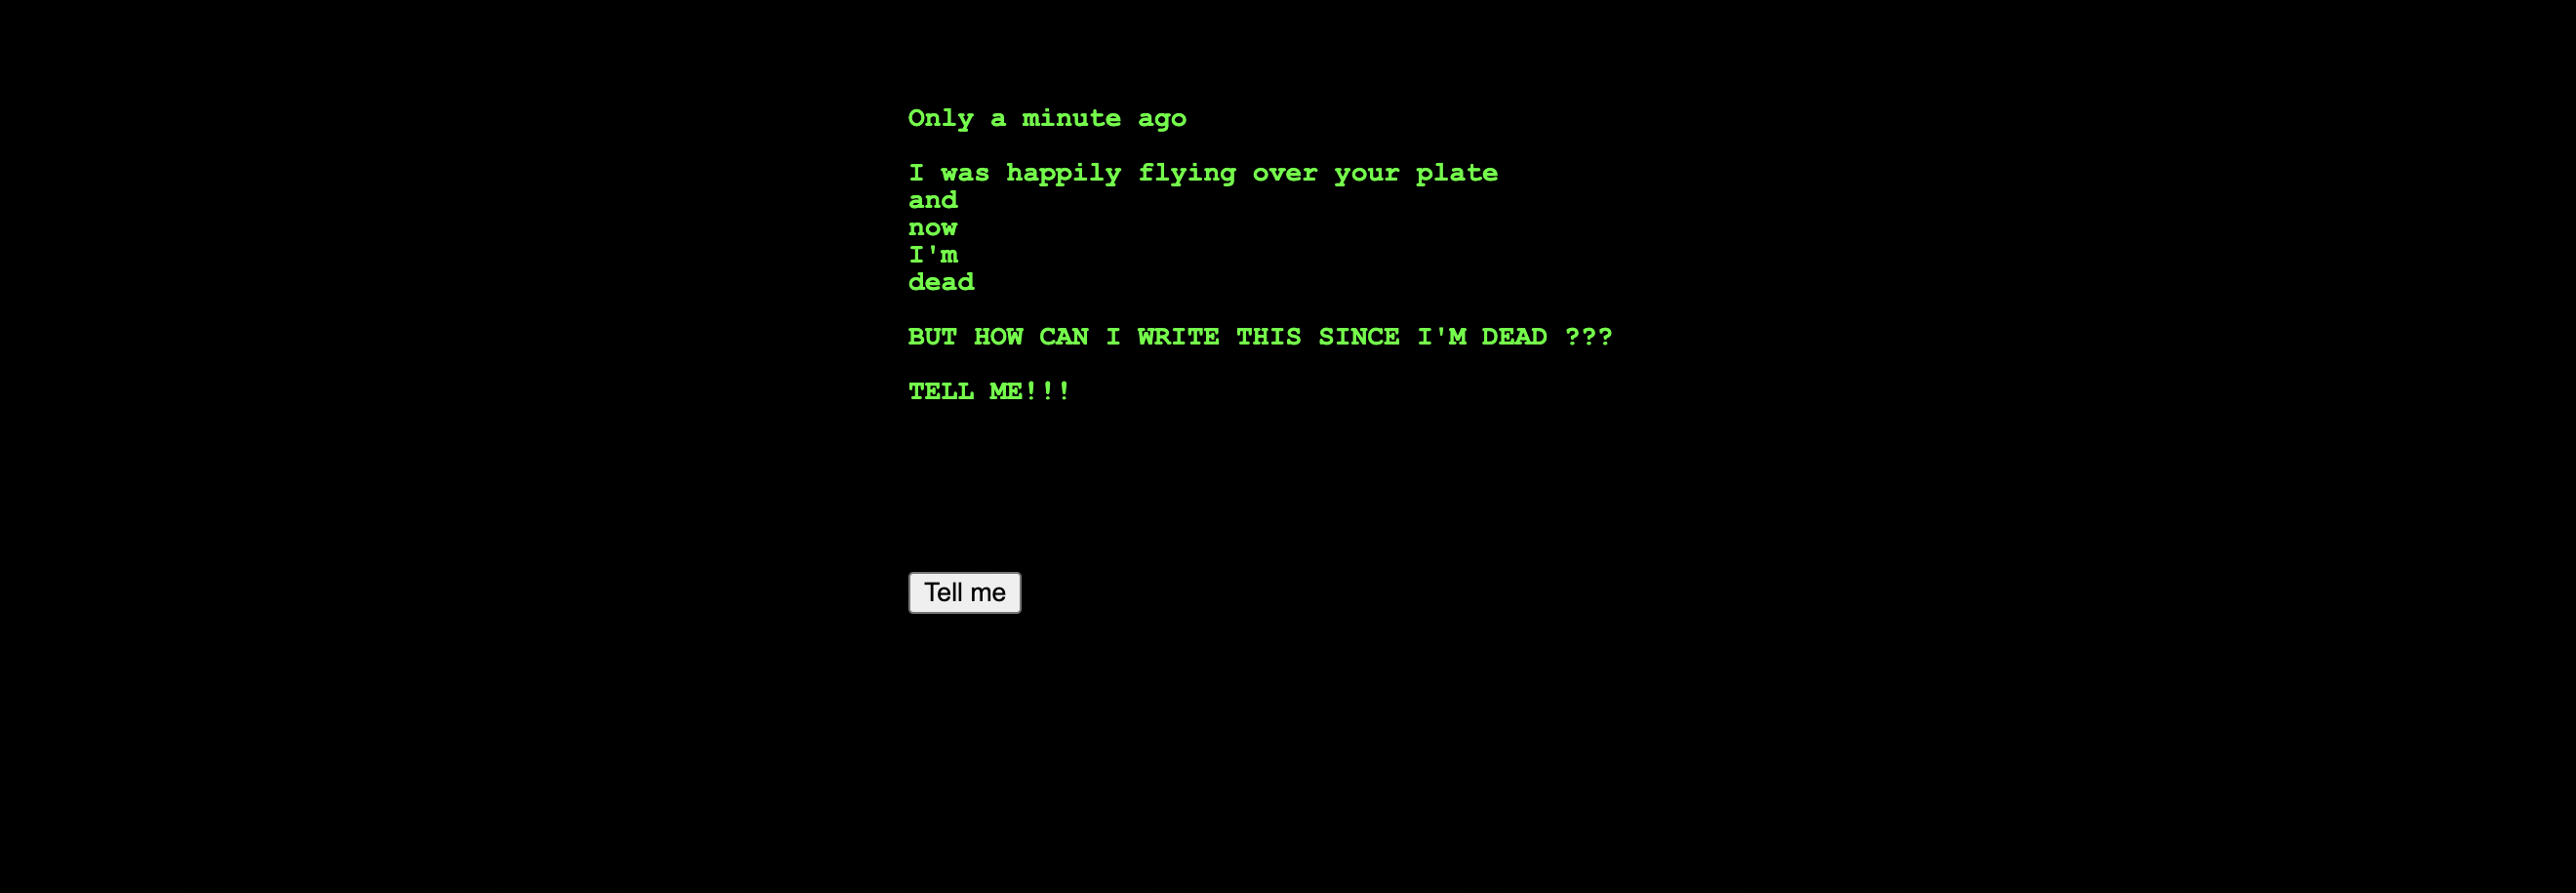 Only a minute ago
I was happily flying over your plate
and
now
I'm
dead
BUT HOW CAN I WRITE THIS SINCE I'M DEAD ???
TELL ME!!!
Tell me